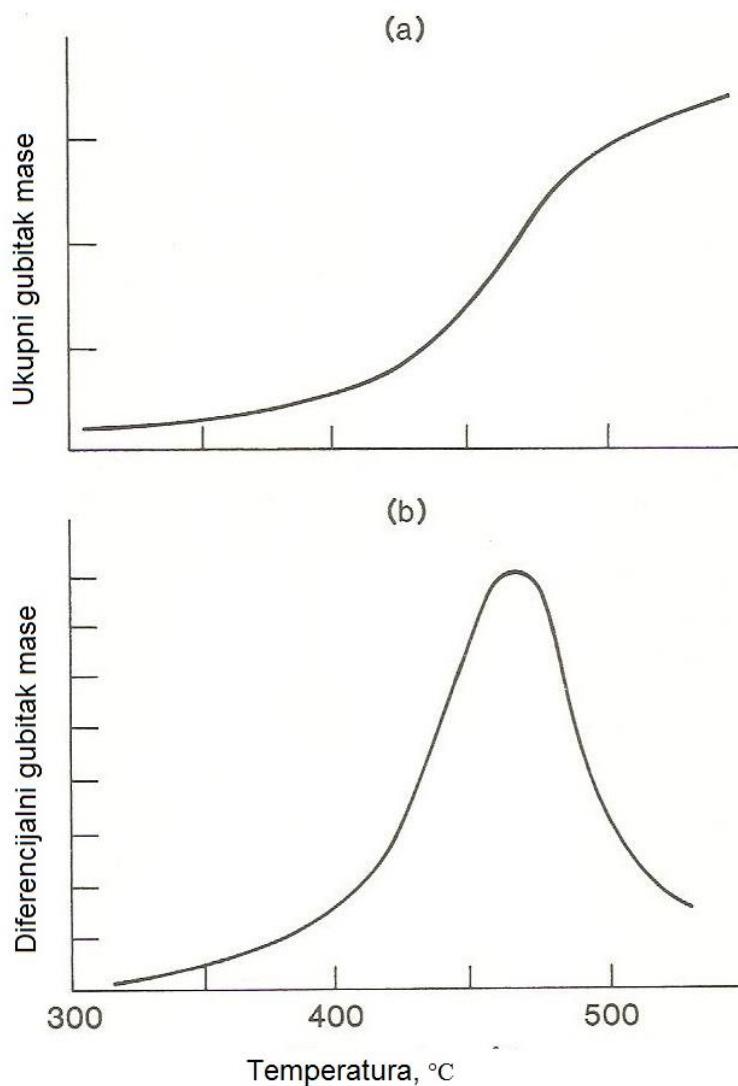 (a)
Ukupni gubitak mase
(b)
Diferencijalni gubitak mase
300
400
500
Temperatura, °C